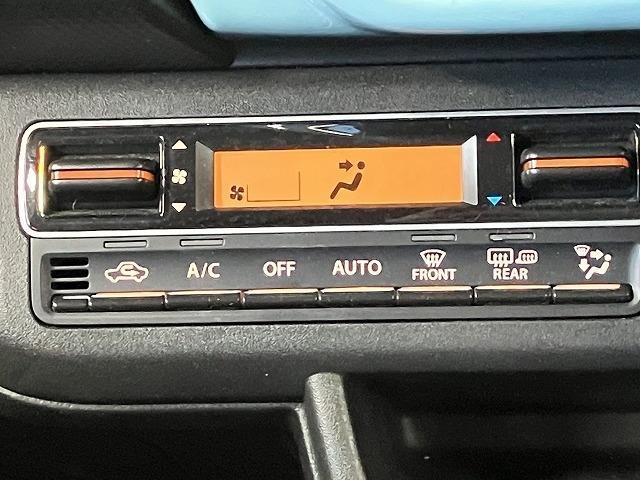 A/C OFF AUTO FRONT REAR